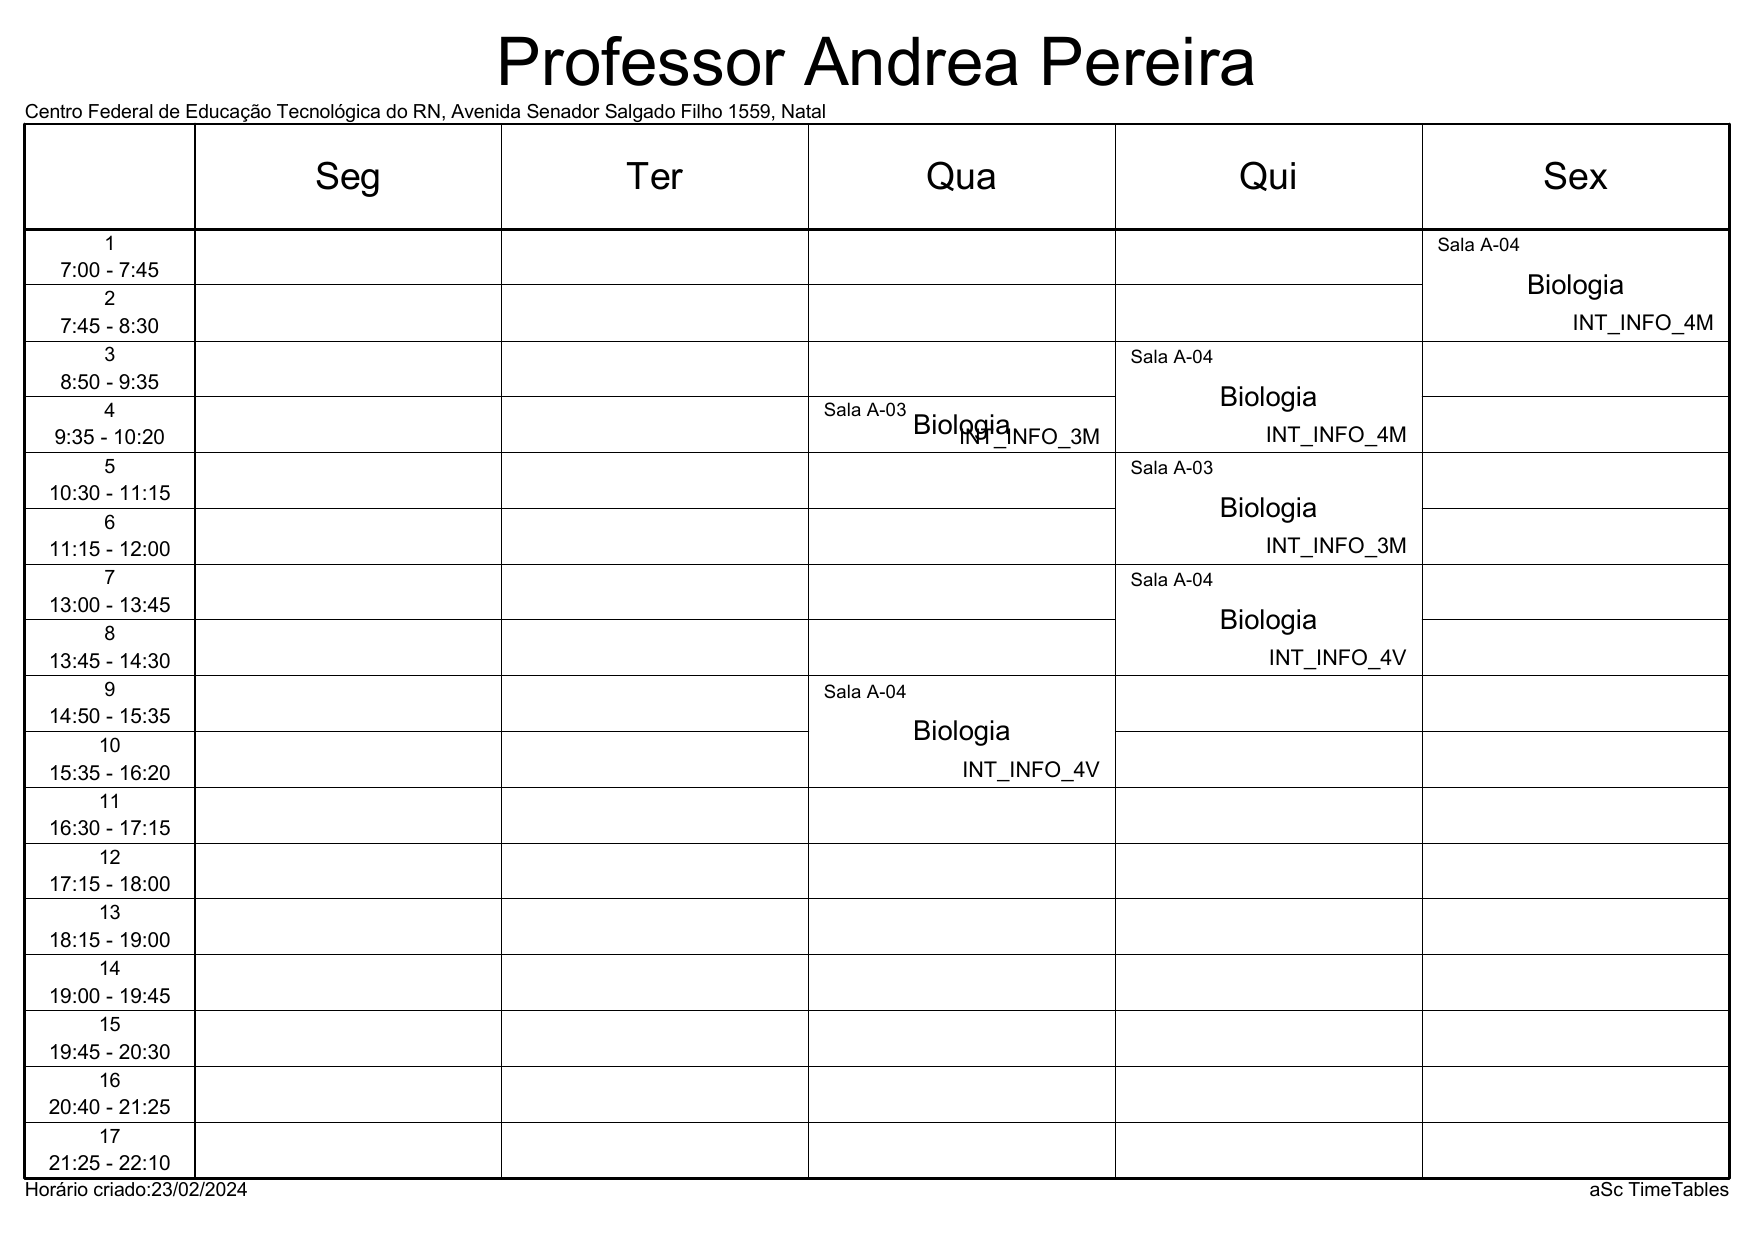 Professor Andrea Pereira
Centro Federal de Educação Tecnológica do RN, Avenida Senador Salgado Filho 1559, Natal
Seg Ter Qua Qui Sex
1
7:00 - 7:45
2
7:45 - 8:30
Sala A-04
Biologia
INT_INFO_4M
3
8:50 - 9:35
4
9:35 - 10:20
Sala A-03
Biologia
INT_INFO_3M
Sala A-04
Biologia
INT_INFO_4M
5
10:30 - 11:15
6
11:15 - 12:00
Sala A-03
Biologia
INT_INFO_3M
7
13:00 - 13:45
8
13:45 - 14:30
Sala A-04
Biologia
INT_INFO_4V
9
14:50 - 15:35
10
15:35 - 16:20
Sala A-04
Biologia
INT_INFO_4V
11
16:30 - 17:15
12
17:15 - 18:00
13
18:15 - 19:00
14
19:00 - 19:45
15
19:45 - 20:30
16
20:40 - 21:25
17
21:25 - 22:10
Horário criado:23/02/2024
aSc TimeTables